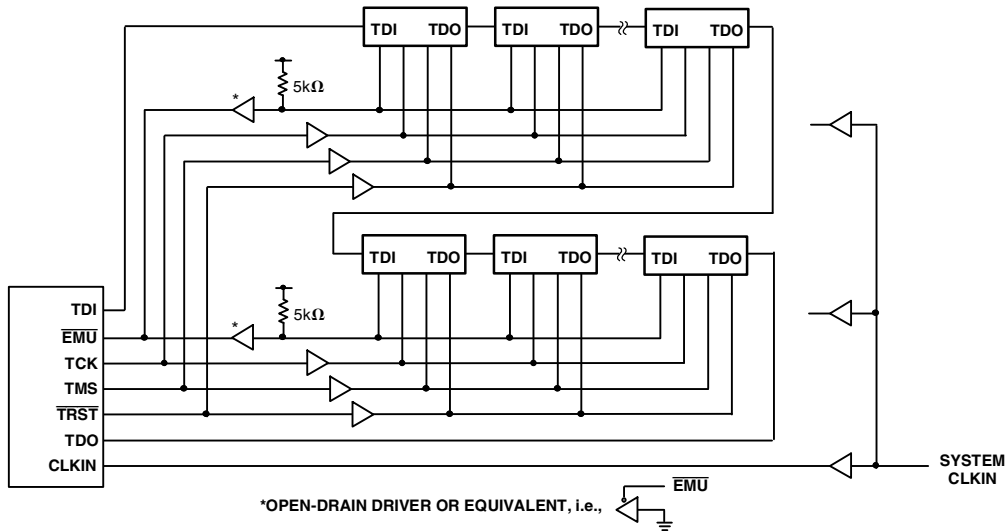 TDI TDO TDI TDO TDI TDO
5kΩ
*
TDI TDO TDI TDO TDI TDO
5kΩ
*
TDI
EMU
TCK
TMS
TRST
TDO
CLKIN
SYSTEM
CLKIN
EMU
*OPEN-DRAIN DRIVER OR EQUIVALENT, i.e.,